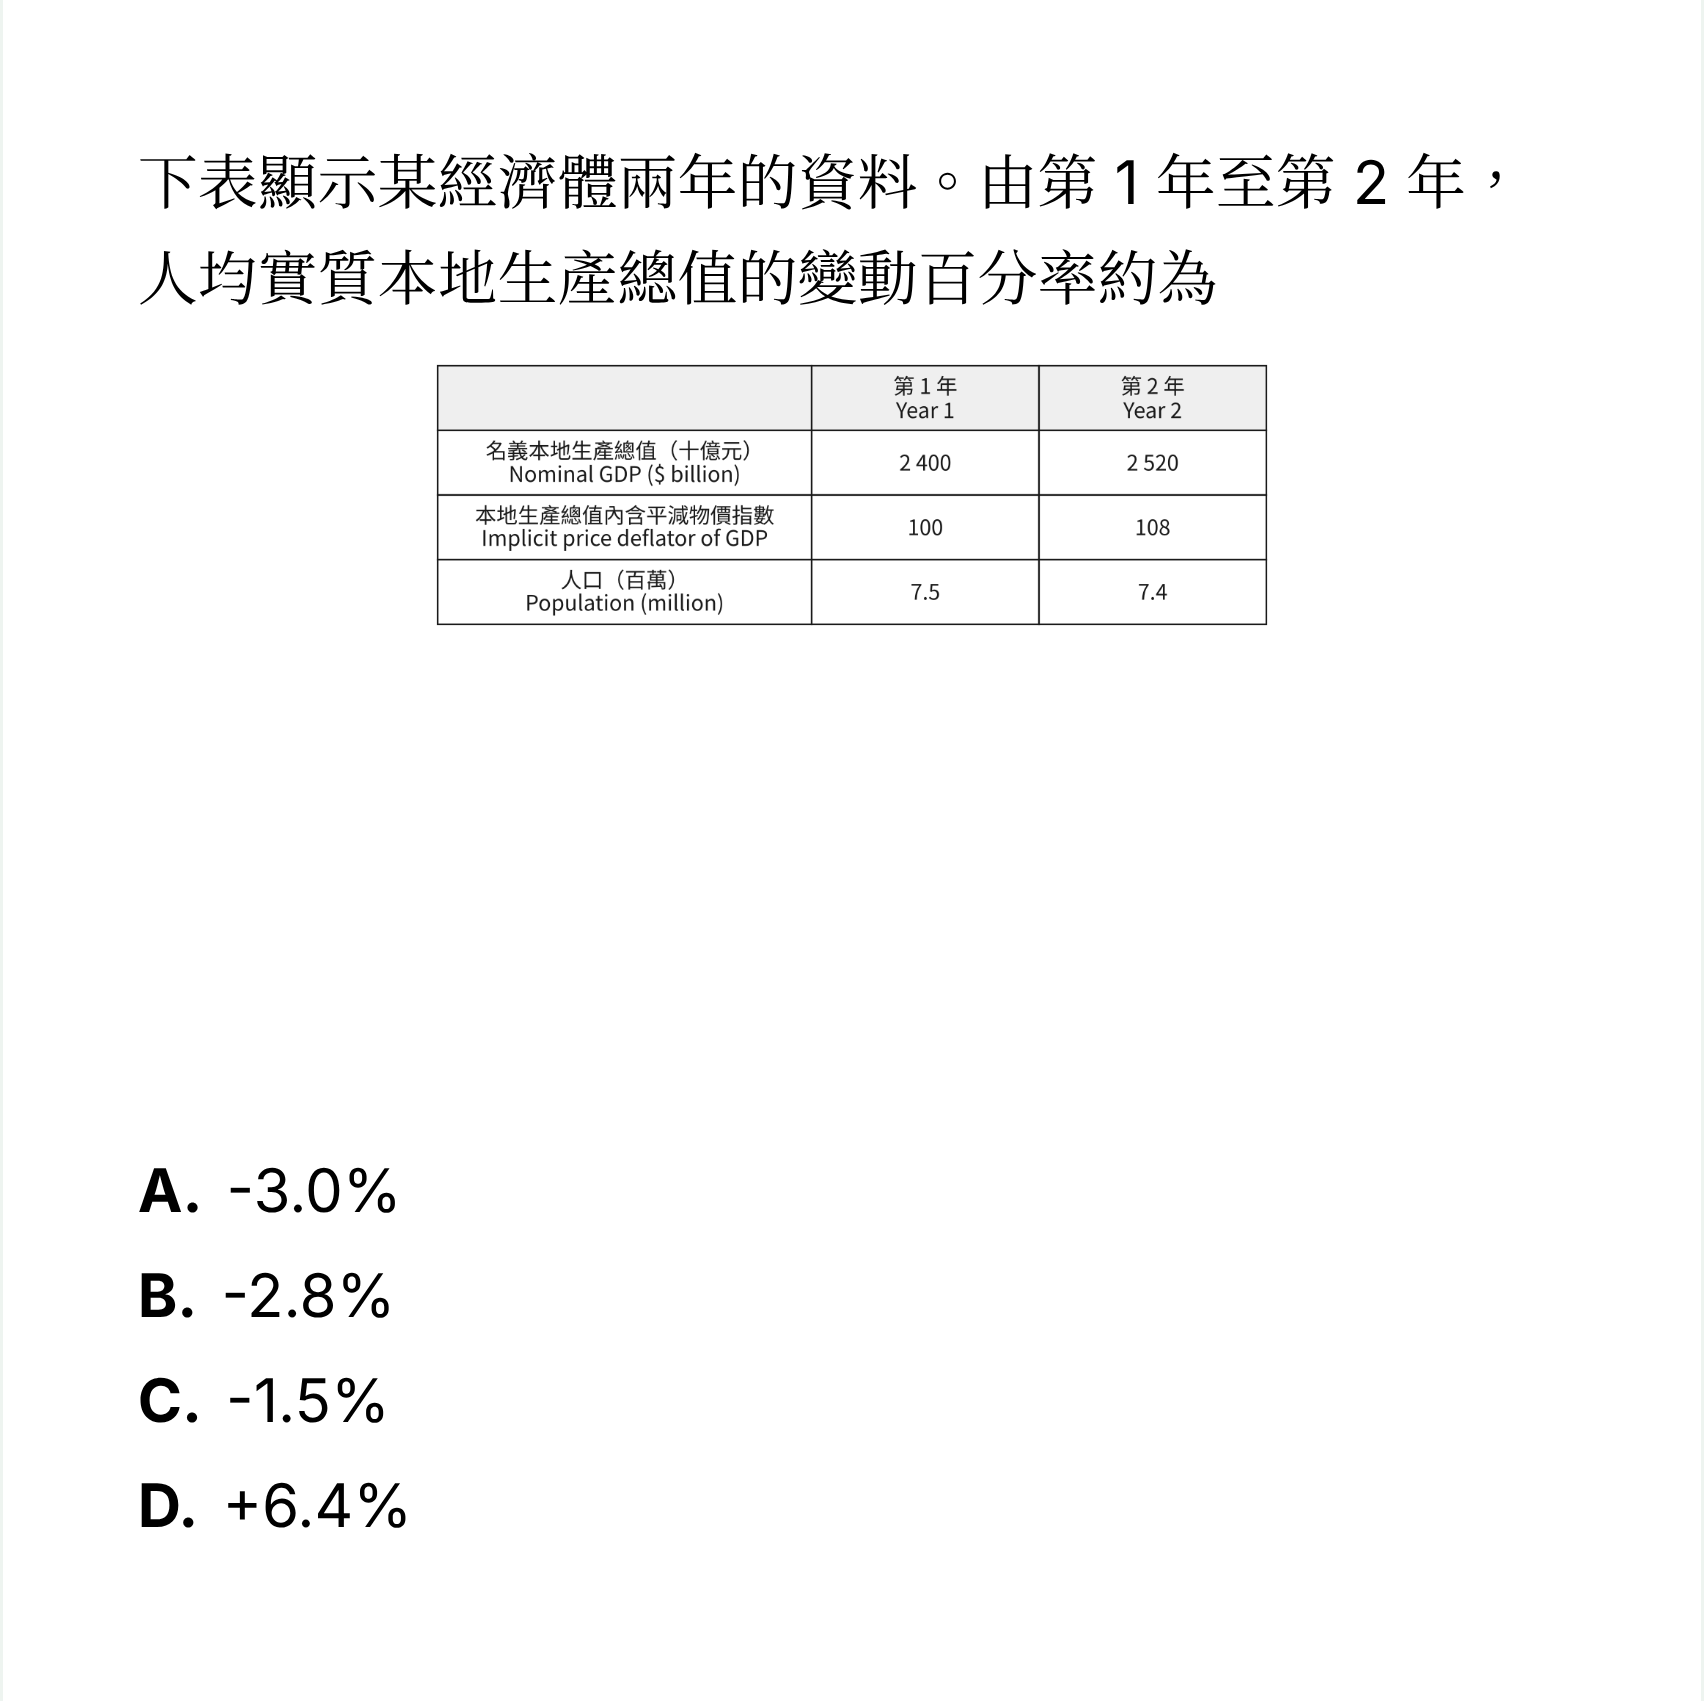 下表顯示某經濟體兩年的資料。由第 1 年至第 2 年，
人均實質本地生產總值的變動百分率約為
第 1 年 第 2 年
Year 1 Year 2
名義本地生產總值（十億元）
Nominal GDP ($ billion) 2 400 2 520
本地生產總值內含平減物價指數
Implicit price deflator of GDP 100 108
人口（百萬）
Population (million) 7.5 7.4
A. -3.0%
B. -2.8%
C. -1.5%
D. +6.4%